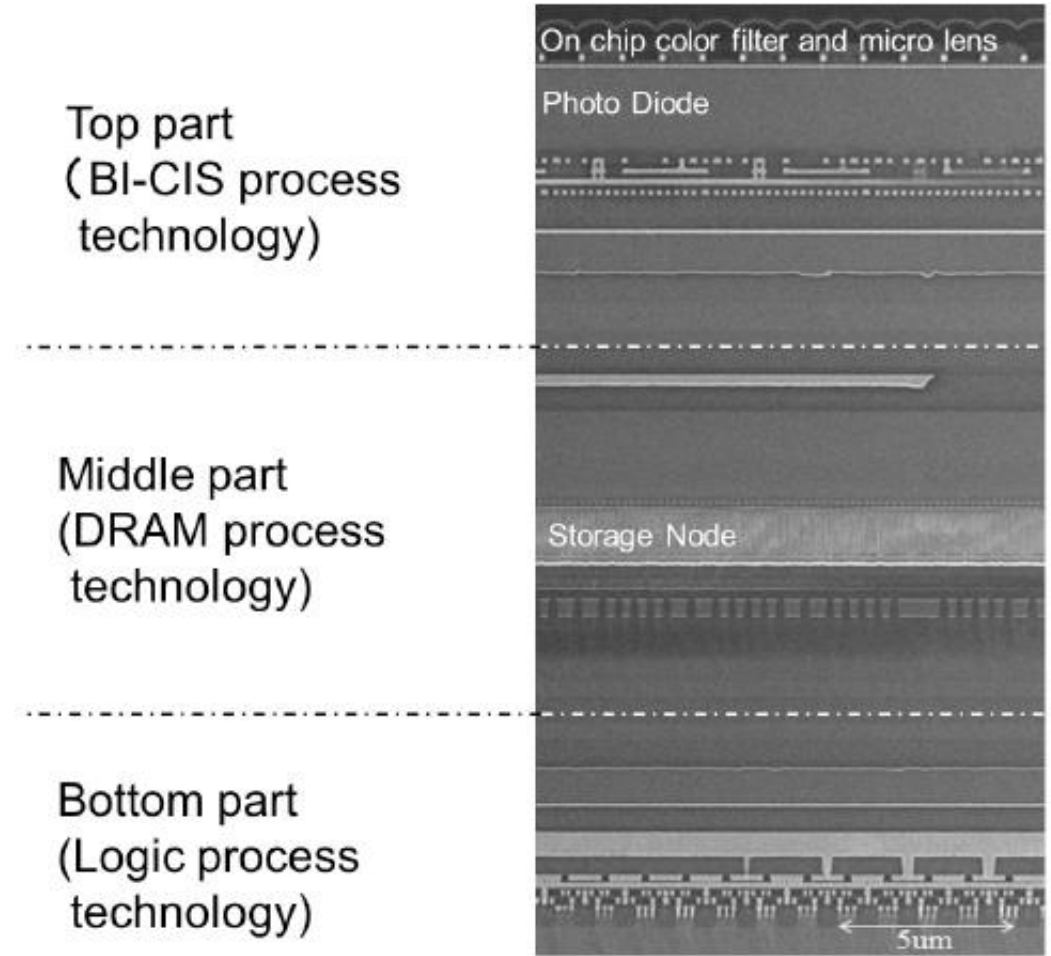 On chip color filter and micro lens
Photo Diode
Top part
(BI-CIS process
technology)
Middle part
(DRAM process
technology)
Storage Node
Bottom part
(Logic process
technology)
5um